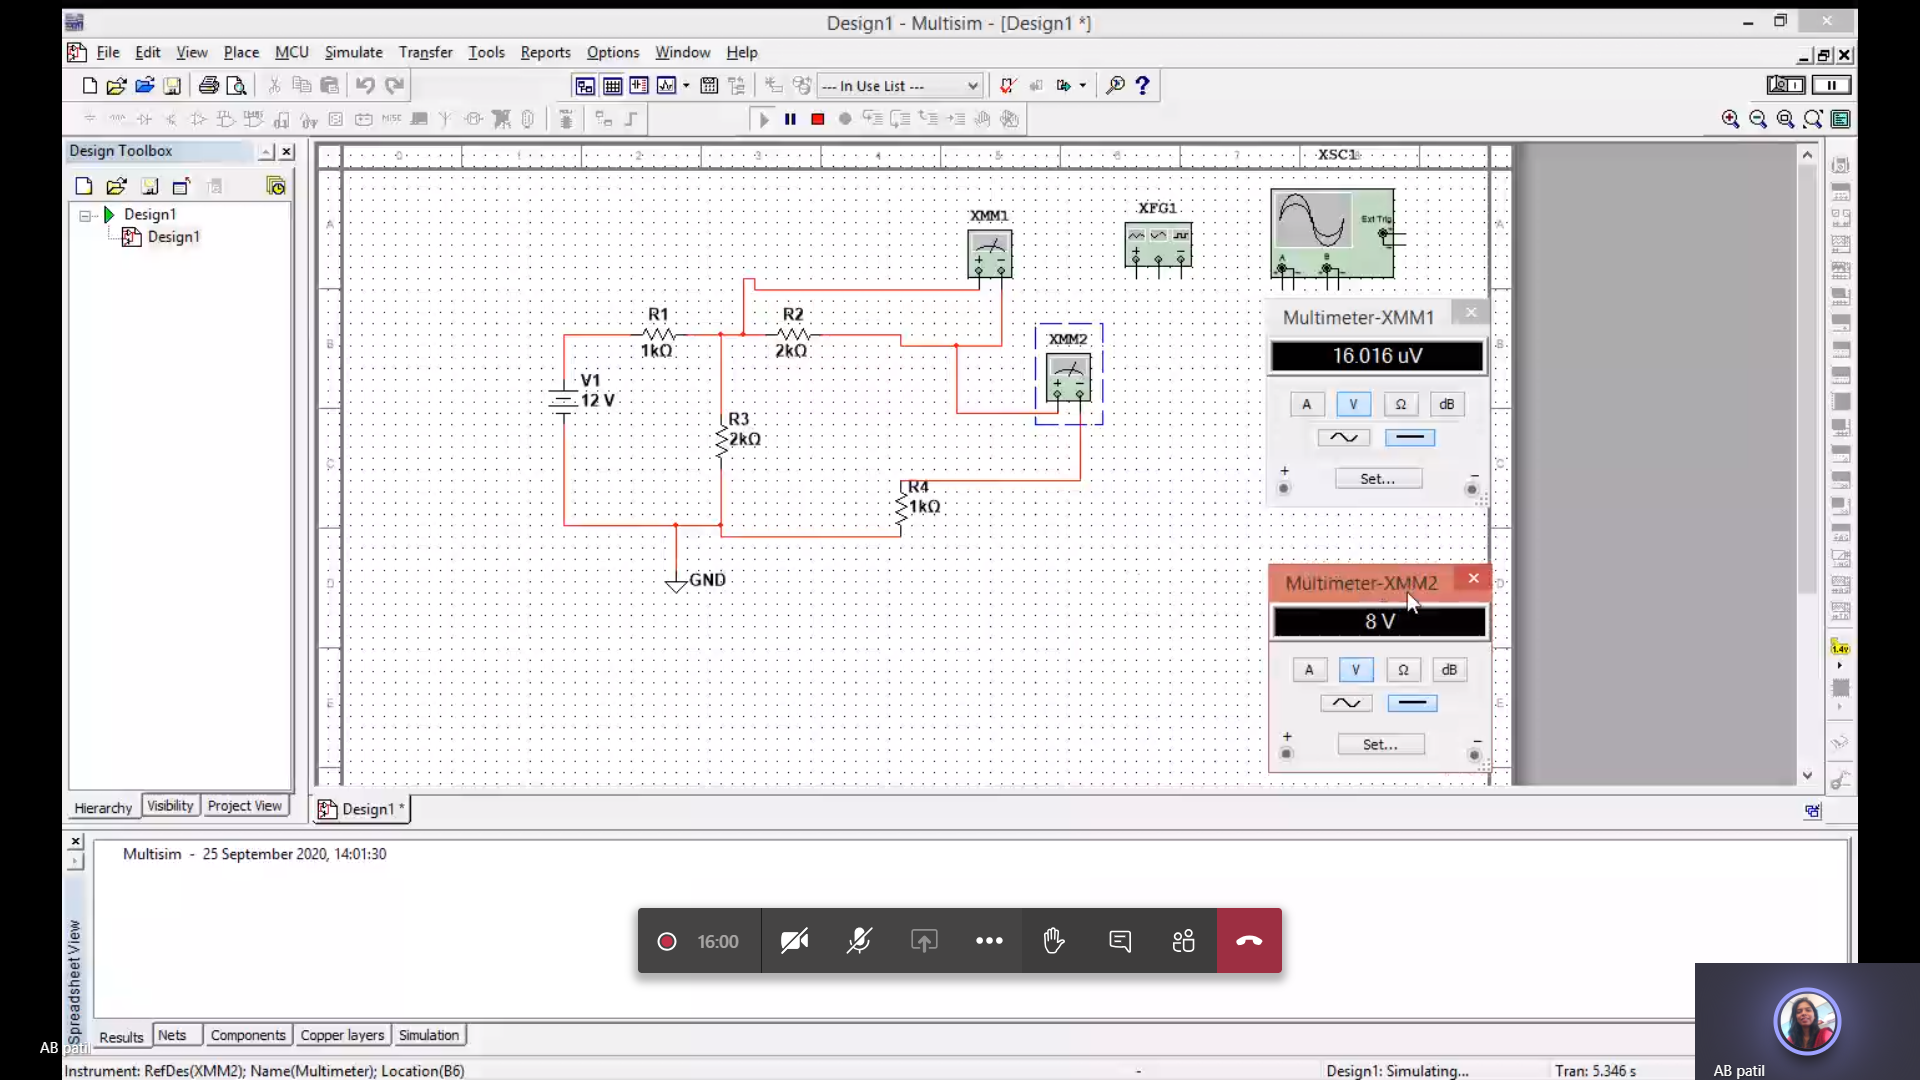 Design1 - Multisim - [Design1 *]
File Edit View Place MCU Simulate Transfer Tools Reports Options Window Help
--- In Use List ---
Design Toolbox
Design1
Design1
XSC1
XMM1
XFG1
Ext Trig
A
B
R1
1kΩ
R2
2kΩ
XMM2
V1
12 V
R3
2kΩ
R4
1kΩ
GND
Multimeter-XMM1
16.016 uV
A V Ω dB
Set...
Multimeter-XMM2
8 V
A V Ω dB
Set...
Hierarchy Visibility Project View
Design1 *
Multisim - 25 September 2020, 14:01:30
16:00
Spreadsheet View
Results Nets Components Copper layers Simulation
AB patil
Instrument: RefDes(XMM2); Name(Multimeter); Location(B6)
-
Design1: Simulating...
Tran: 5.346 s
AB patil